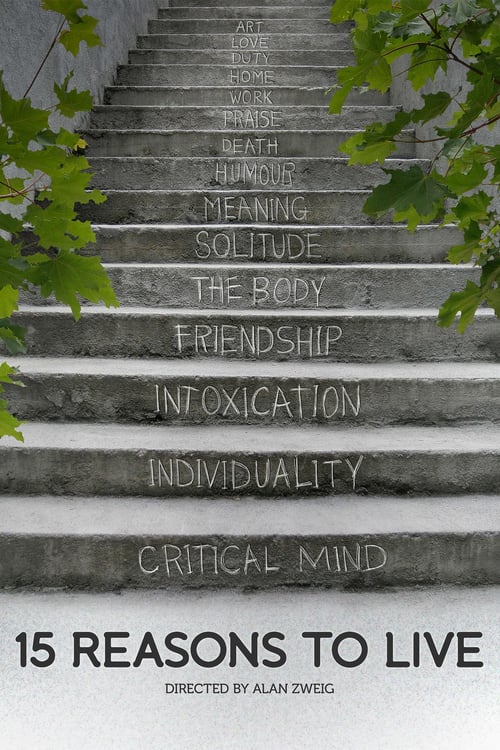 ART
LOVE
DUTY
HOME
WORK
PRAISE
DEATH
HUMOUR
MEANING
SOLITUDE
THE BODY
FRIENDSHIP
INTOXICATION
INDIVIDUALITY
CRITICAL MIND
15 REASONS TO LIVE
DIRECTED BY ALAN ZWEIG